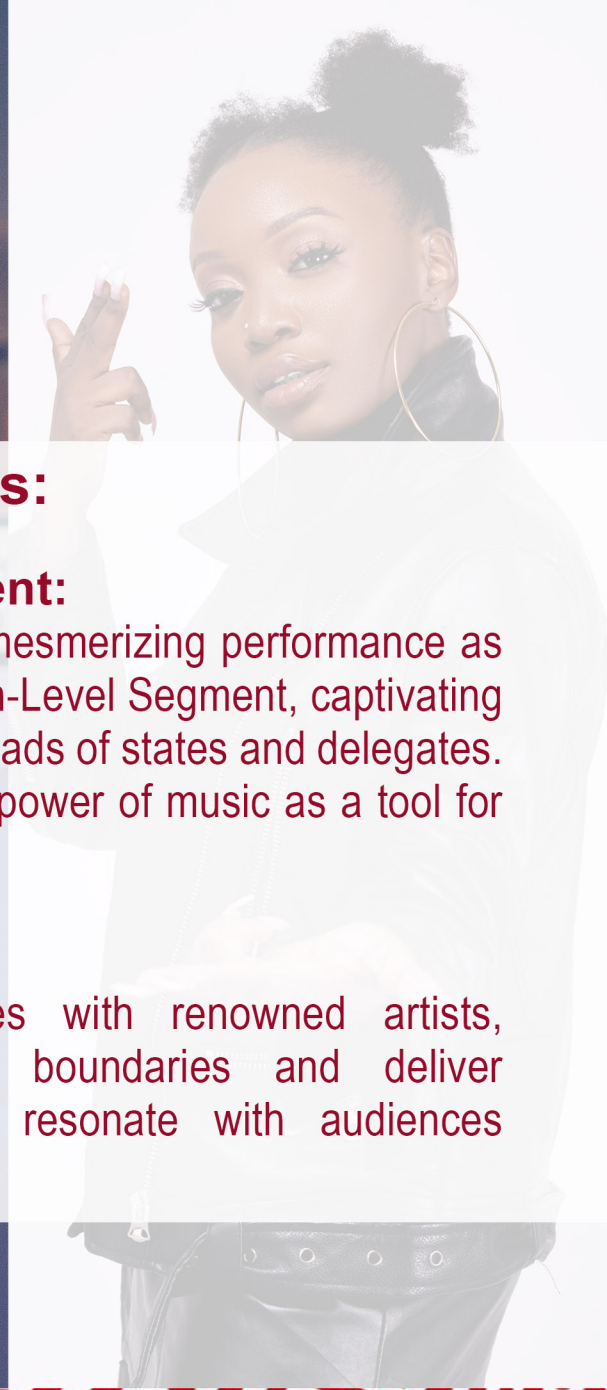 s:
ent:
mesmerizing performance as
-Level Segment, captivating
ads of states and delegates.
power of music as a tool for
es with renowned artists,
boundaries and deliver
resonate with audiences